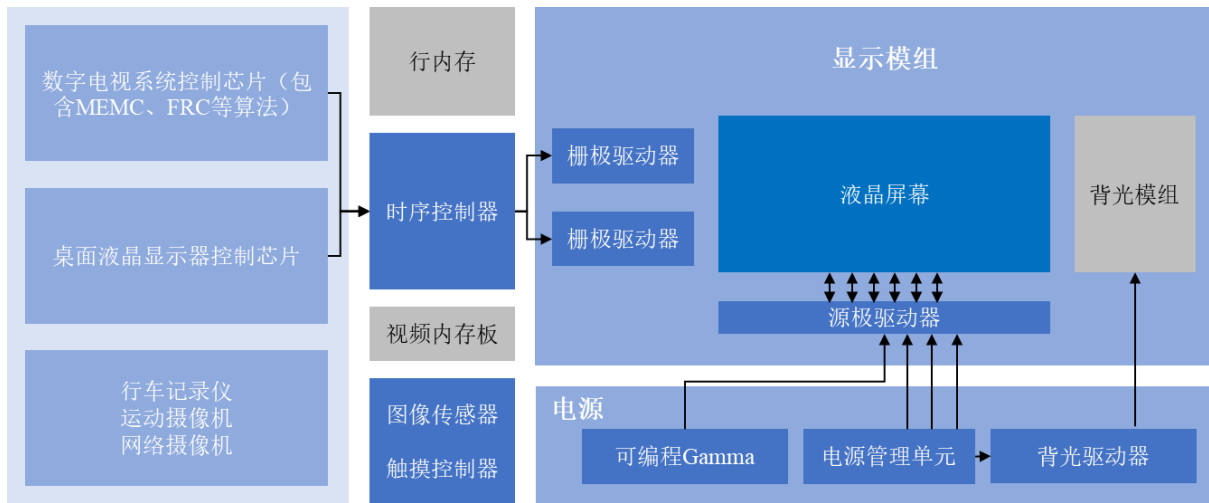 数字电视系统控制芯片（包
含MEMC、FRC等算法）
桌面液晶显示器控制芯片
行车记录仪
运动摄像机
网络摄像机
行内存
时序控制器
视频内存板
图像传感器
触摸控制器
显示模组
栅极驱动器
栅极驱动器
液晶屏幕
背光模组
源极驱动器
电源
可编程Gamma
电源管理单元
背光驱动器